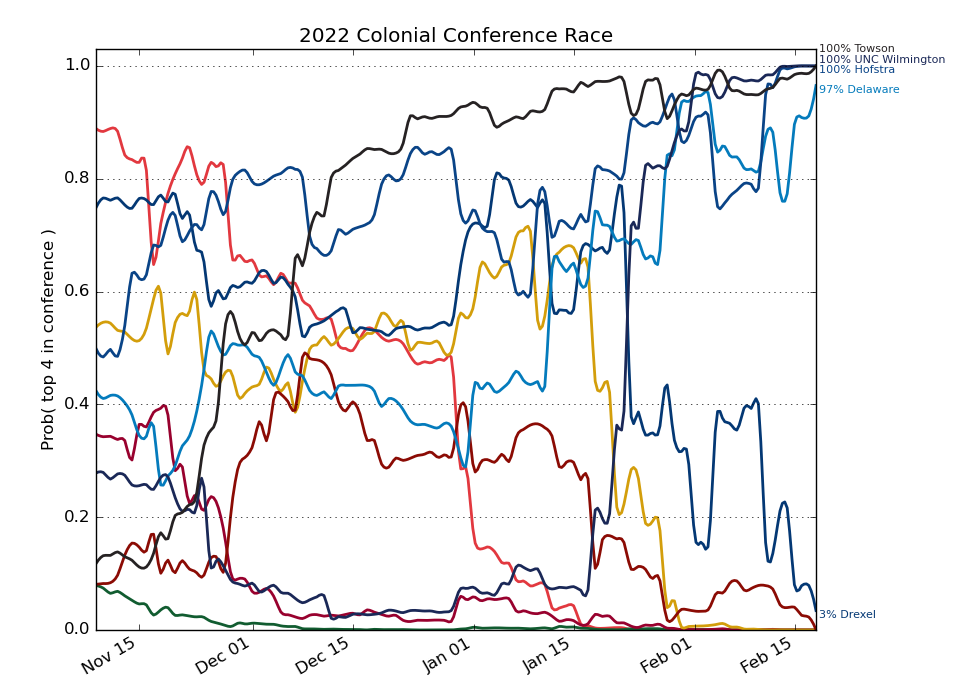 2022 Colonial Conference Race
100% Towson
100% UNC Wilmington
100% Hofstra
97% Delaware
3% Drexel
Prob( top 4 in conference )
1.0
0.8
0.6
0.4
0.2
0.0
Nov 15
Dec 01
Dec 15
Jan 01
Jan 15
Feb 01
Feb 15